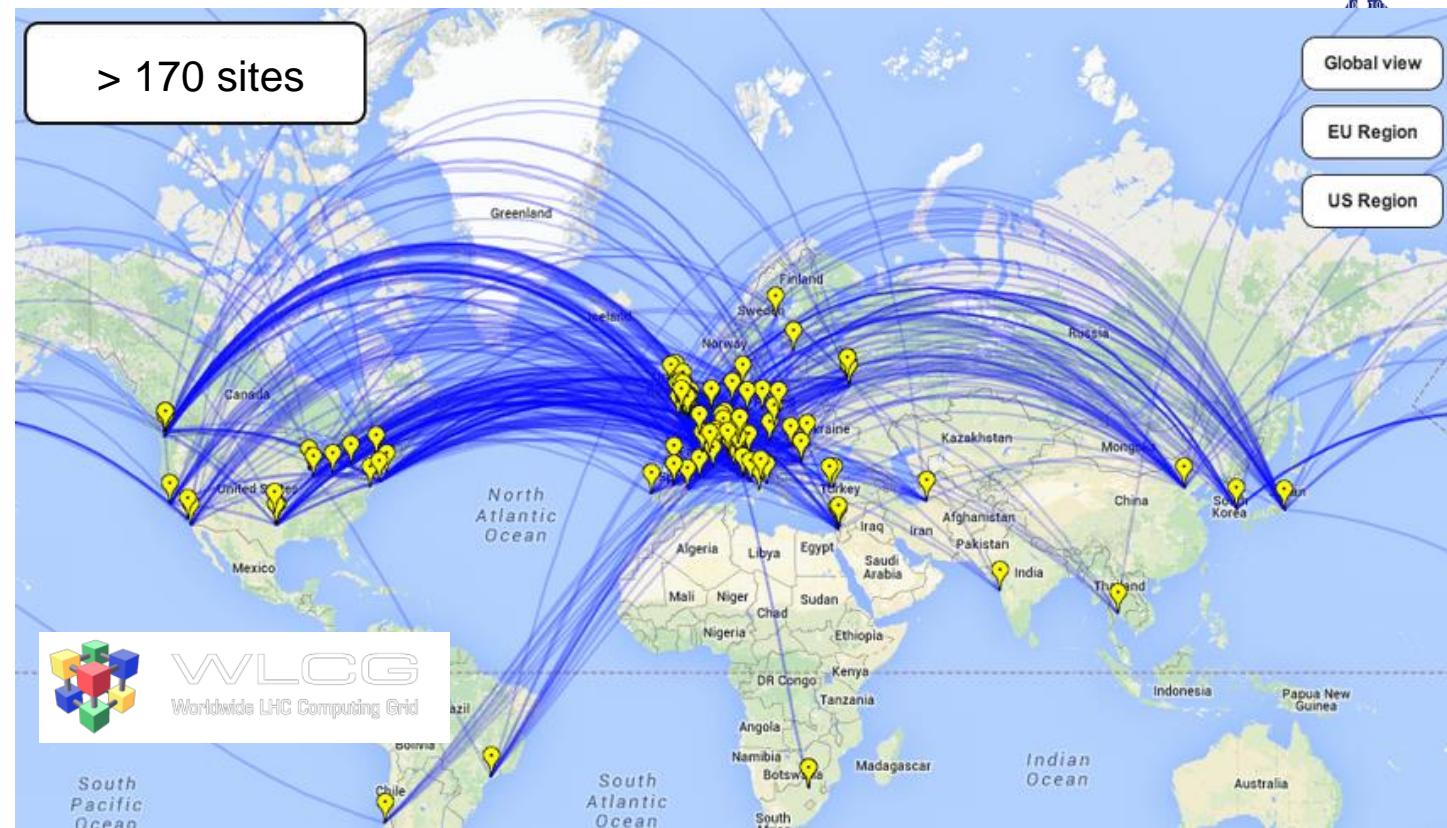 > 170 sites
Global view
EU Region
US Region
Greenland
Finland
Iceland
Sweden
Norway
Russia
Canada
Ukraine
Kazakhstan
Mongolia
United States
North
Atlantic
Ocean
Turkey
China
South
Korea
Iraq
Iran
Afghanistan
Pakistan
Algeria
Libya
Egypt
Saudi
Arabia
Mexico
India
Thailand
Mali
Niger
Chad
Sudan
Nigeria
Ethiopia
WLCG
Worldwide LHC Computing Grid
DR Congo
Kenya
Tanzania
Indonesia
Papua New
Guinea
Angola
Bolivia
Namibia
Botswana
Madagascar
Indian
Ocean
Australia
South
Pacific
Ocean
Chile
South
Atlantic
Ocean
South